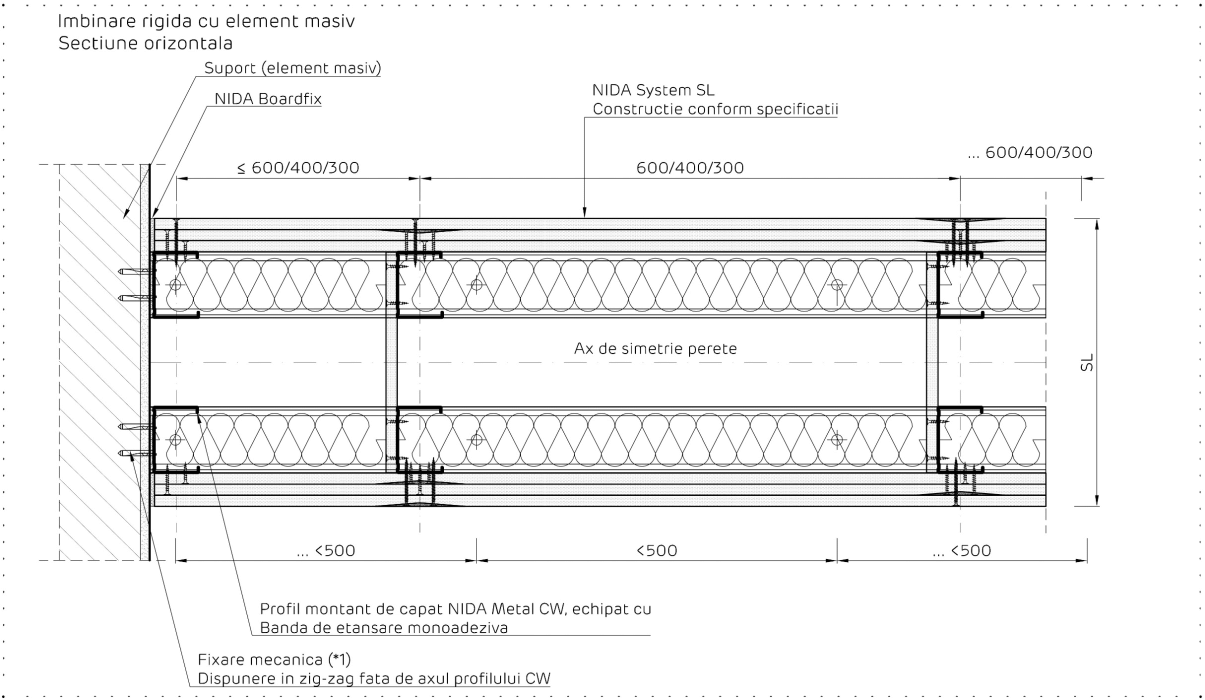 Imbinare rigida cu element masiv
Sectiune orizontala
Suport (element masiv)
NIDA Boardfix
NIDA System SL
Constructie conform specificatii
≤ 600/400/300
600/400/300
... 600/400/300
Ax de simetrie perete
SL
... <500
<500
... <500
Profil montant de capat NIDA Metal CW, echipat cu
Banda de etansare monoadeziva
Fixare mecanica (*1)
Dispunere in zig-zag fata de axul profilului CW